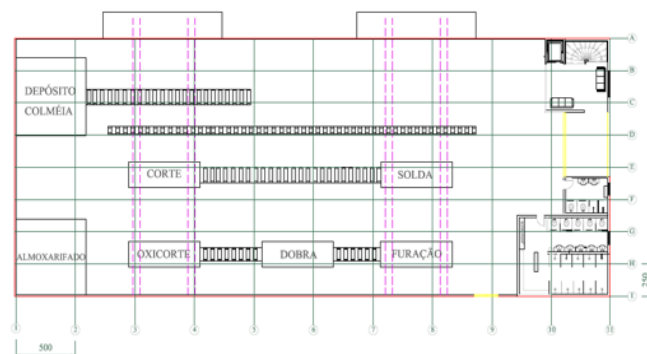 A
B
DEPÓSITO
COLMÉIA
C
D
E
CORTE
SOLDA
F
G
ALMOXARIFADO
OXICORTE
DOBRA
FURAÇÃO
H
250
I
1
2
3
4
5
6
7
8
9
10
11
500